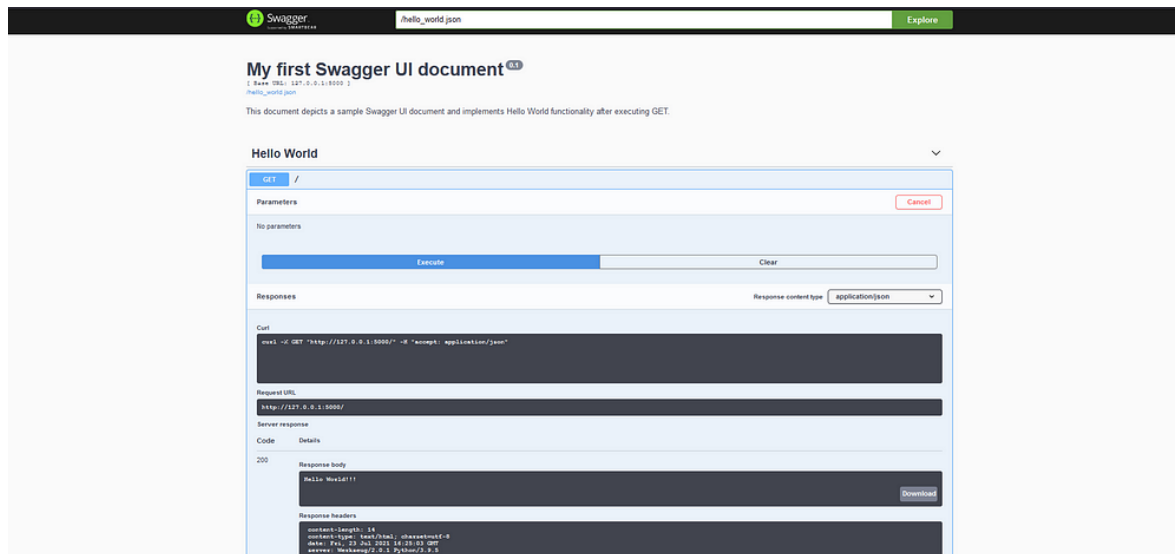 Swagger.
Supported by SMARTBEAR
/hello_world.json
Explore
My first Swagger UI document 0.1
[ Base URL: 127.0.0.1:5000 ]
/hello_world.json
This document depicts a sample Swagger UI document and implements Hello World functionality after executing GET.
Hello World
GET /
Parameters
Cancel
No parameters
Execute
Clear
Responses
Response content type
application/json
Curl
curl -X GET "http://127.0.0.1:5000/" -H "accept: application/json"
Request URL
http://127.0.0.1:5000/
Server response
Code Details
200
Response body
Hello World!!!
Download
Response headers
content-length: 14
content-type: text/html; charset=utf-8
date: Fri, 23 Jul 2021 16:25:03 GMT
server: Werkzeug/2.0.1 Python/3.9.5